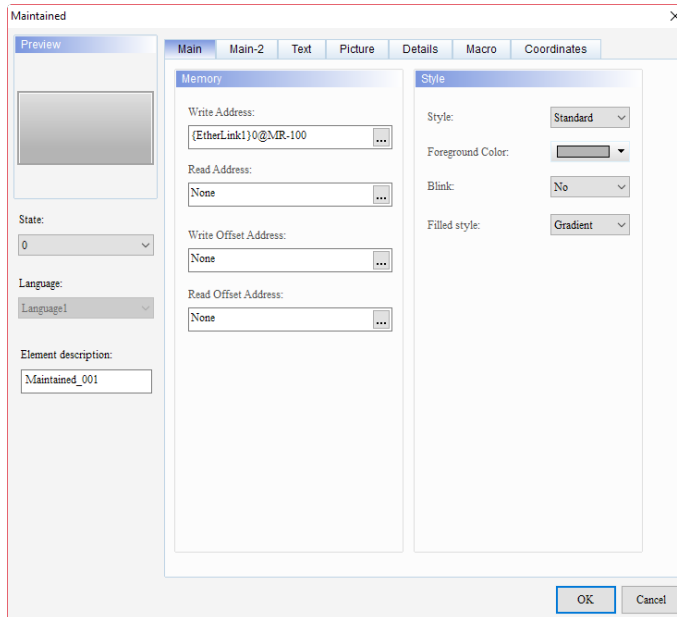 Maintained
Preview
State:
0
Language:
Language1
Element description:
Maintained_001
Main Main-2 Text Picture Details Macro Coordinates
Memory
Write Address:
{EtherLink1}0@MR-100
...
Read Address:
None
...
Write Offset Address:
None
...
Read Offset Address:
None
...
Style
Style: Standard
Foreground Color:
Blink: No
Filled style: Gradient
OK Cancel